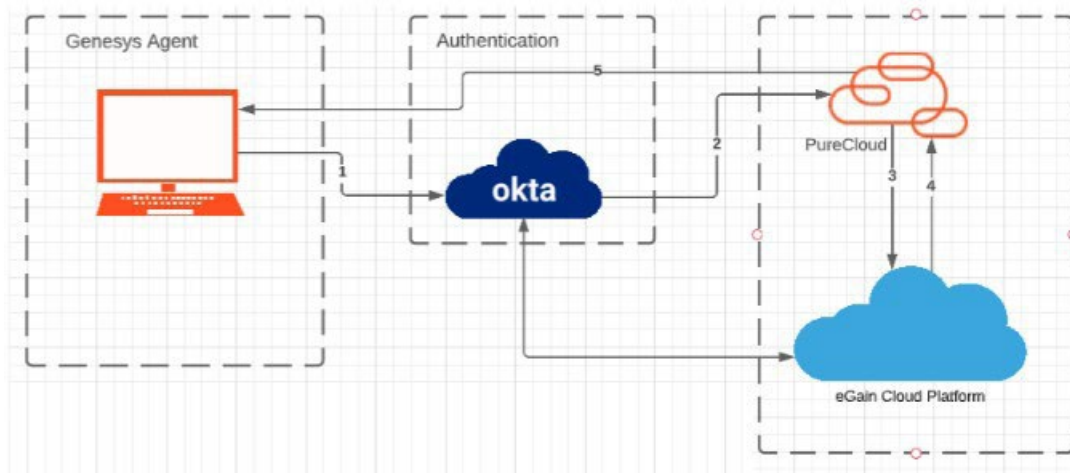 Genesys Agent
Authentication
5
2
PureCloud
1
okta
3
4
eGain Cloud Platform